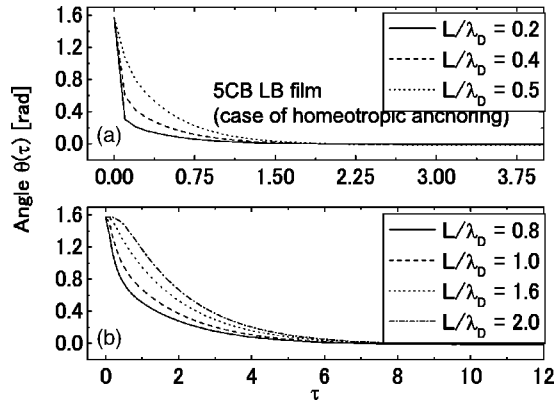 1.6
1.2
0.8
0.4
0.0
(a)
L/λD = 0.2
L/λD = 0.4
L/λD = 0.5
5CB LB film
(case of homeotropic anchoring)
0.00 0.75 1.50 2.25 3.00 3.75
Angle θ(τ) [rad]
1.6
1.2
0.8
0.4
0.0
(b)
L/λD = 0.8
L/λD = 1.0
L/λD = 1.6
L/λD = 2.0
0 2 4 6 8 10 12
τ